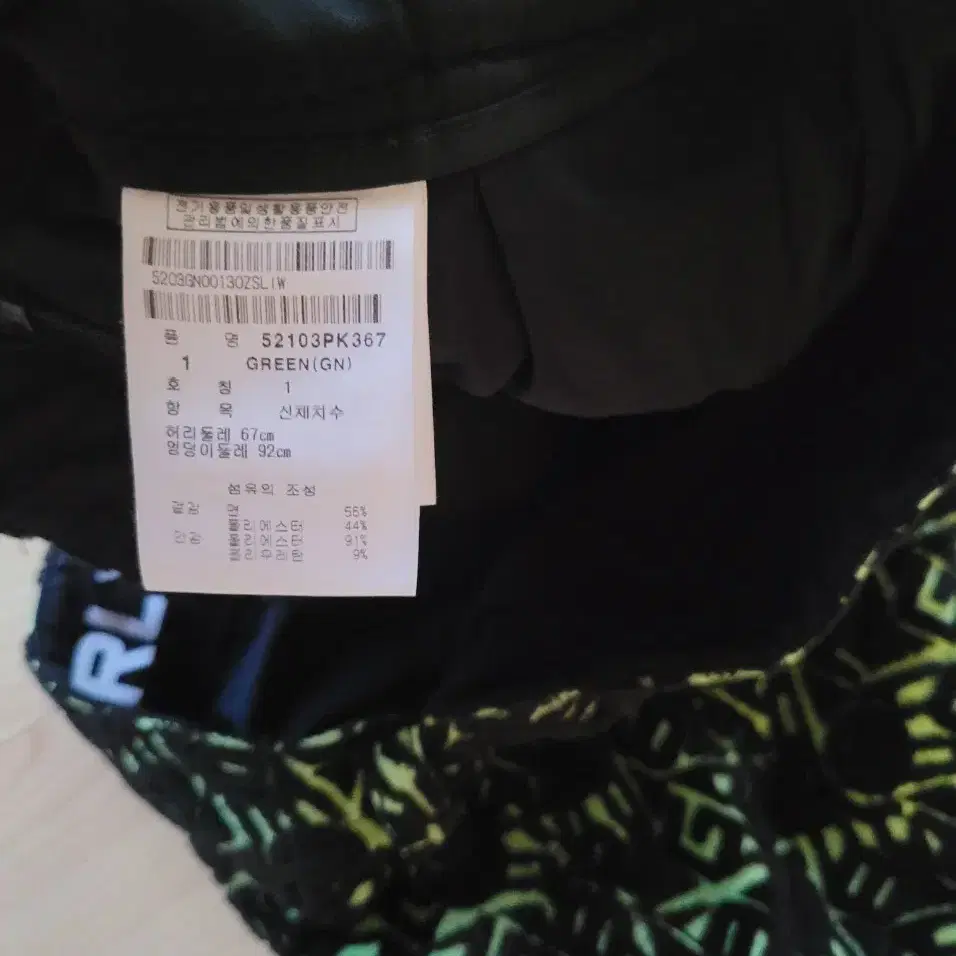 전기용품및생활용품안전
관리법에의한품질표시
5203GN00130ZSLIW
품 명 52103PK367
1 GREEN(GN)
호 칭 1
항 목 신체치수
허리둘레 67cm
엉덩이둘레 92cm
섬유의 조성
겉감 모 56%
폴리에스터 44%
안감 폴리에스터 91%
폴리우레탄 9%
RL